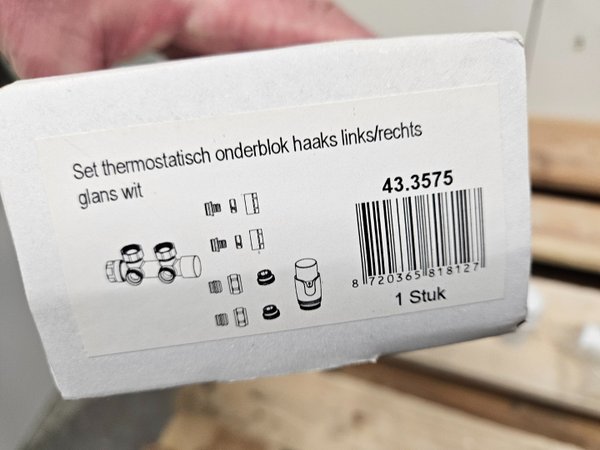 Set thermostatisch onderblok haaks links/rechts
glans wit
43.3575
8 720365 818127
1 Stuk